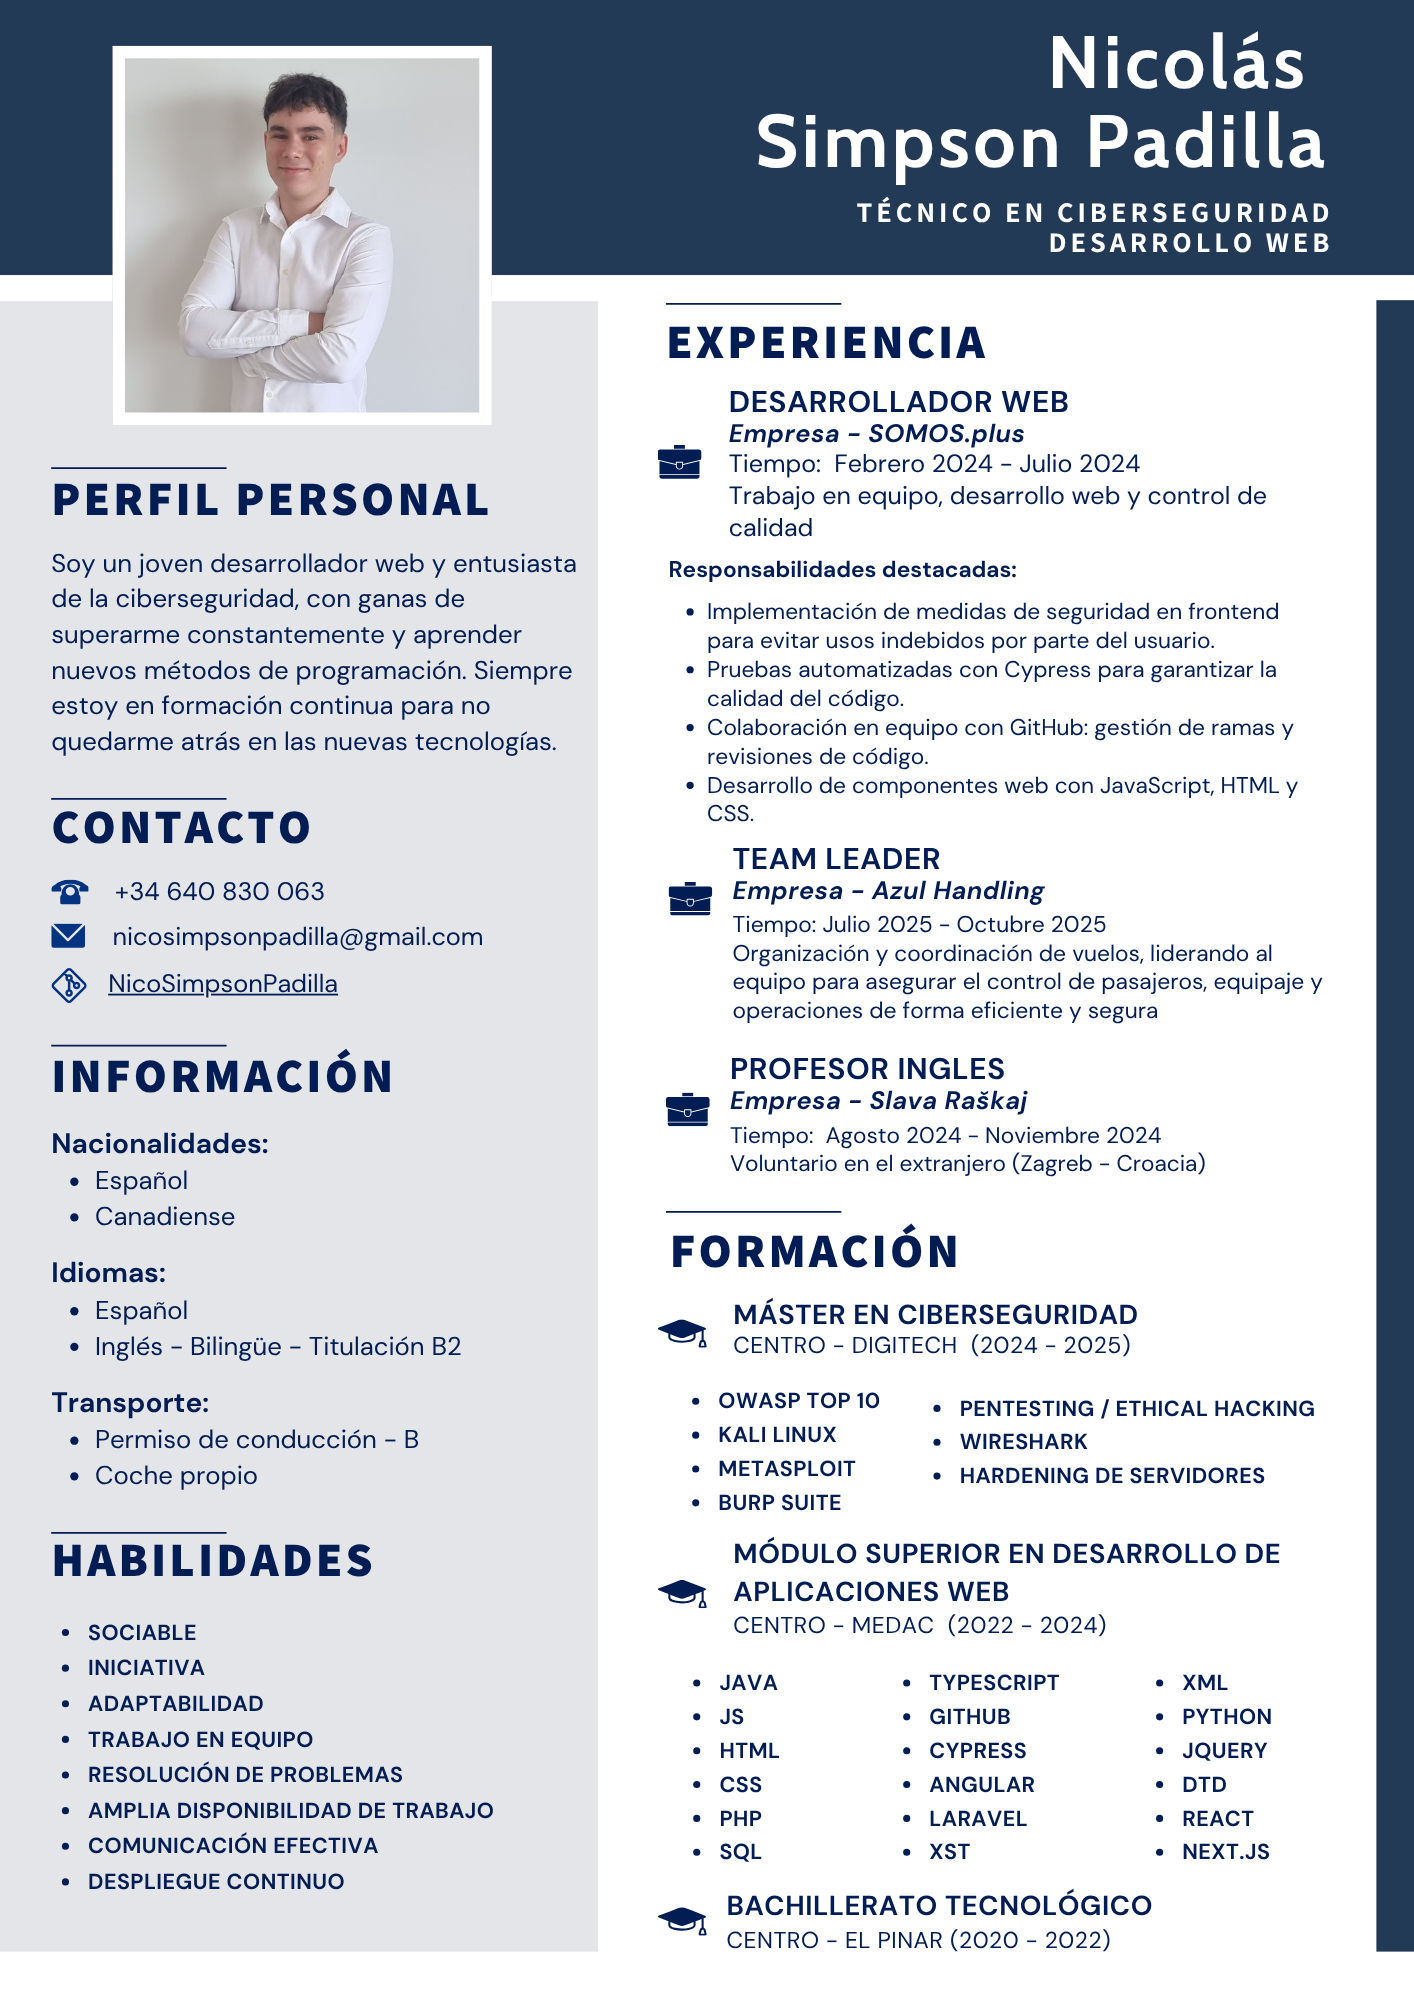 Nicolás
Simpson Padilla
TÉCNICO EN CIBERSEGURIDAD
DESARROLLO WEB
PERFIL PERSONAL
Soy un joven desarrollador web y entusiasta
de la ciberseguridad, con ganas de
superarme constantemente y aprender
nuevos métodos de programación. Siempre
estoy en formación continua para no
quedarme atrás en las nuevas tecnologías.
CONTACTO
+34 640 830 063
nicosimpsonpadilla@gmail.com
NicoSimpsonPadilla
INFORMACIÓN
Nacionalidades:
• Español
• Canadiense
Idiomas:
• Español
• Inglés - Bilingüe - Titulación B2
Transporte:
• Permiso de conducción - B
• Coche propio
HABILIDADES
• SOCIABLE
• INICIATIVA
• ADAPTABILIDAD
• TRABAJO EN EQUIPO
• RESOLUCIÓN DE PROBLEMAS
• AMPLIA DISPONIBILIDAD DE TRABAJO
• COMUNICACIÓN EFECTIVA
• DESPLIEGUE CONTINUO
EXPERIENCIA
DESARROLLADOR WEB
Empresa - SOMOS.plus
Tiempo: Febrero 2024 - Julio 2024
Trabajo en equipo, desarrollo web y control de
calidad
Responsabilidades destacadas:
• Implementación de medidas de seguridad en frontend
para evitar usos indebidos por parte del usuario.
• Pruebas automatizadas con Cypress para garantizar la
calidad del código.
• Colaboración en equipo con GitHub: gestión de ramas y
revisiones de código.
• Desarrollo de componentes web con JavaScript, HTML y
CSS.
TEAM LEADER
Empresa - Azul Handling
Tiempo: Julio 2025 - Octubre 2025
Organización y coordinación de vuelos, liderando al
equipo para asegurar el control de pasajeros, equipaje y
operaciones de forma eficiente y segura
PROFESOR INGLES
Empresa - Slava Raškaj
Tiempo: Agosto 2024 - Noviembre 2024
Voluntario en el extranjero (Zagreb - Croacia)
FORMACIÓN
MÁSTER EN CIBERSEGURIDAD
CENTRO - DIGITECH (2024 - 2025)
• OWASP TOP 10
• KALI LINUX
• METASPLOIT
• BURP SUITE
• PENTESTING / ETHICAL HACKING
• WIRESHARK
• HARDENING DE SERVIDORES
MÓDULO SUPERIOR EN DESARROLLO DE
APLICACIONES WEB
CENTRO - MEDAC (2022 - 2024)
• JAVA
• JS
• HTML
• CSS
• PHP
• SQL
• TYPESCRIPT
• GITHUB
• CYPRESS
• ANGULAR
• LARAVEL
• XST
• XML
• PYTHON
• JQUERY
• DTD
• REACT
• NEXT.JS
BACHILLERATO TECNOLÓGICO
CENTRO - EL PINAR (2020 - 2022)